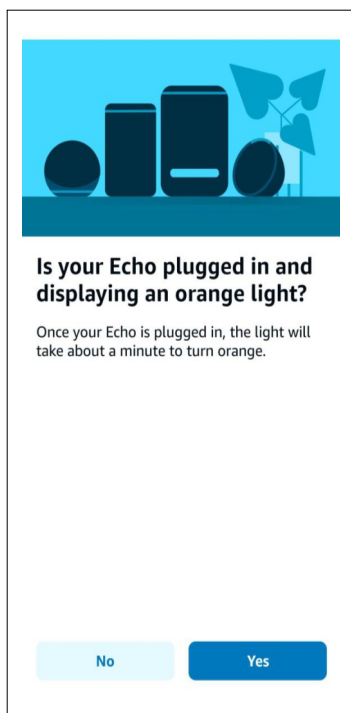 Is your Echo plugged in and
displaying an orange light?
Once your Echo is plugged in, the light will
take about a minute to turn orange.
No
Yes